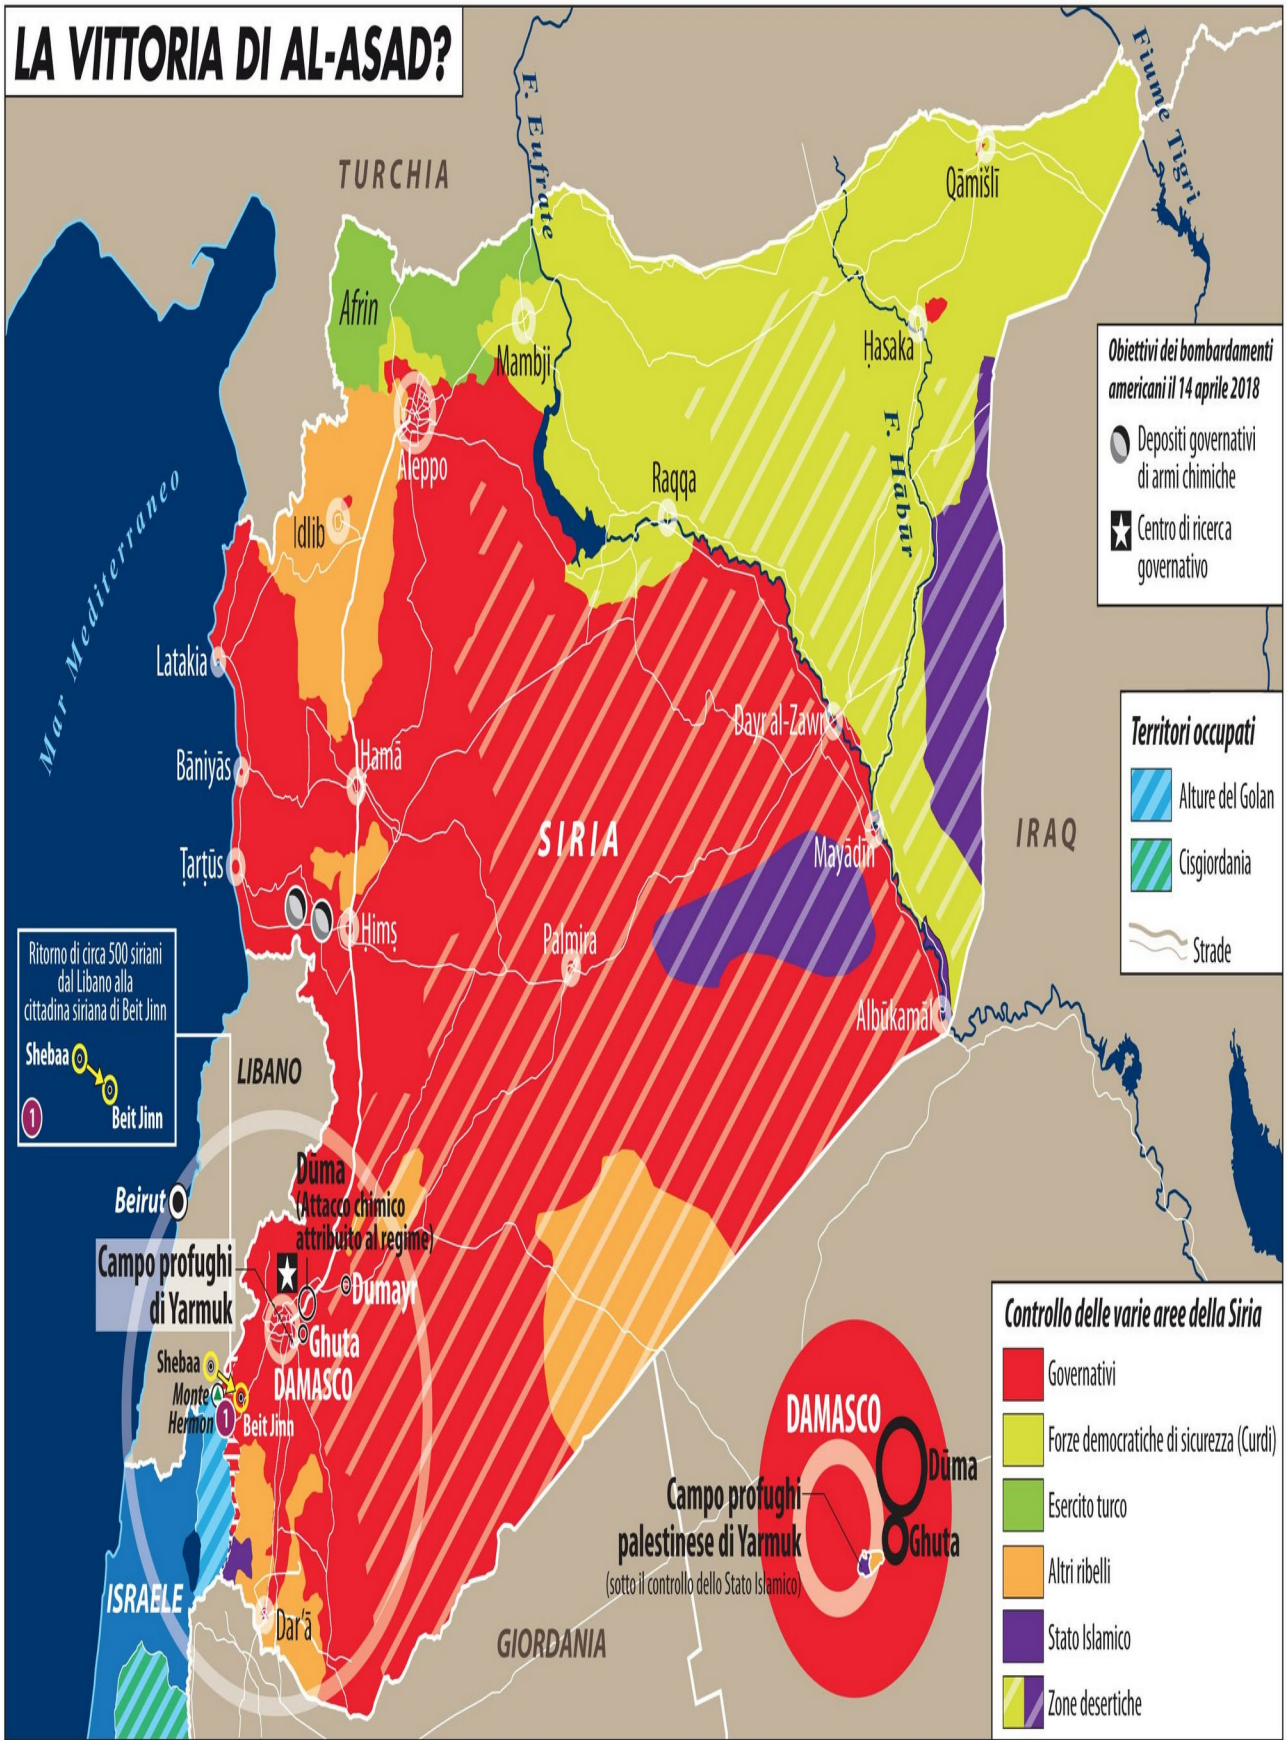 LA VITTORIA DI AL-ASAD?
TURCHIA
F. Eufrate
Fiume Tigri
Qāmišlī
Afrin
Mambji
Ḥasaka
F. Hābūr
Aleppo
Raqqa
Idlib
Mar Mediterraneo
Latakia
Dayr al-Zawr
Bāniyās
Ḥamā
SIRIA
IRAQ
Mayādīn
Ṭarṭūs
Ḥimṣ
Palmira
Albūkamāl
Obiettivi dei bombardamenti
americani il 14 aprile 2018
Depositi governativi
di armi chimiche
Centro di ricerca
governativo
Territori occupati
Alture del Golan
Cisgiordania
Strade
Ritorno di circa 500 siriani
dal Libano alla
cittadina siriana di Beit Jinn
Shebaa
Beit Jinn
1
LIBANO
Beirut
Dūma
(Attacco chimico
attribuito al regime)
Campo profughi
di Yarmuk
Dumayr
Ghuta
DAMASCO
Shebaa
Monte
Hermon
1
Beit Jinn
ISRAELE
Dar'ā
GIORDANIA
DAMASCO
Dūma
Campo profughi
palestinese di Yarmuk
(sotto il controllo dello Stato Islamico)
Ghuta
Controllo delle varie aree della Siria
Governativi
Forze democratiche di sicurezza (Curdi)
Esercito turco
Altri ribelli
Stato Islamico
Zone desertiche